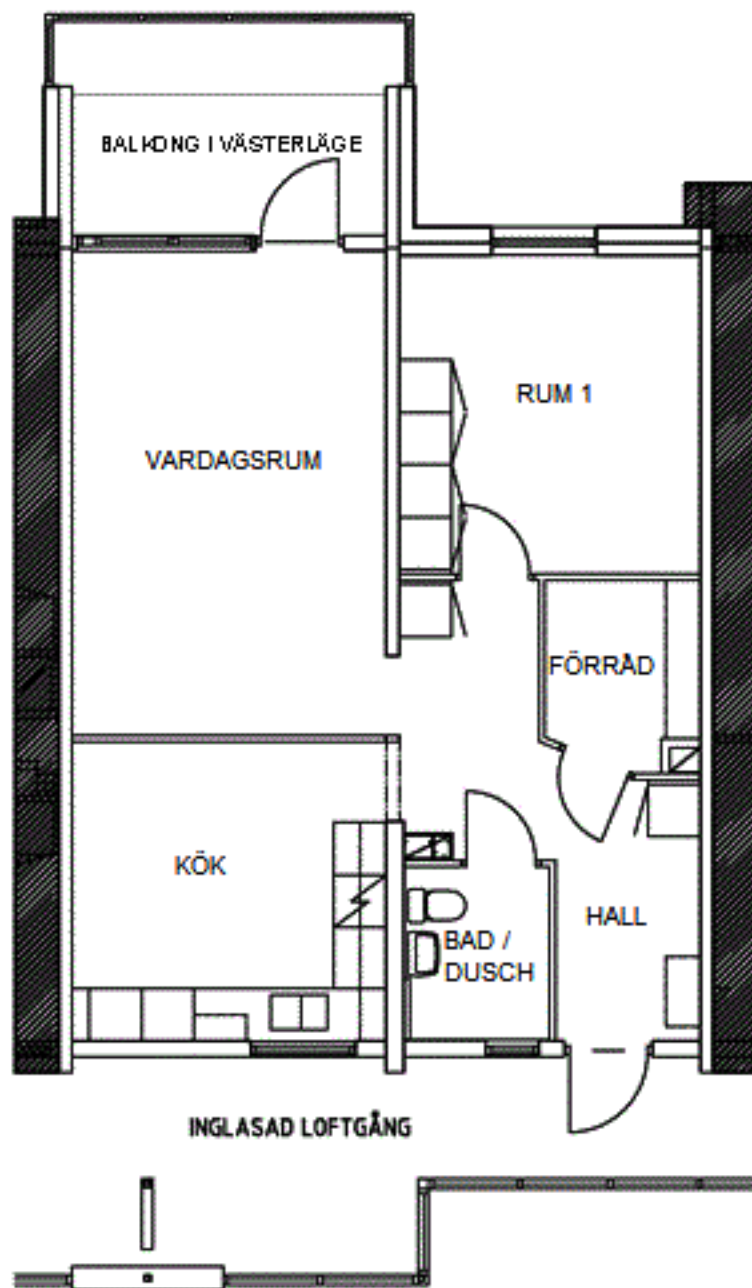 BALKONG I VÄSTERLÄGE
RUM 1
VARDAGSRUM
FÖRRÅD
KÖK
HALL
BAD /
DUSCH
INGLASAD LOFTGÅNG